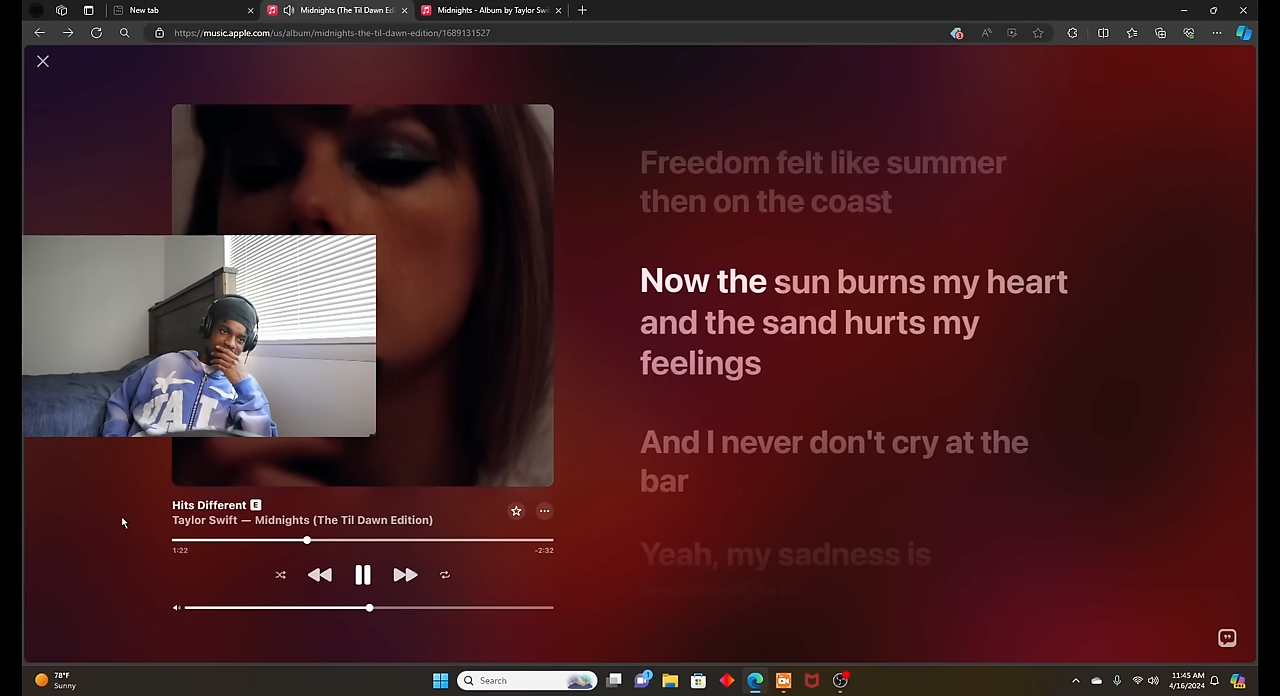 New tab
Midnights (The Til Dawn Ed
Midnights - Album by Taylor Sw
https://music.apple.com/us/album/midnights-the-til-dawn-edition/1689131527
Freedom felt like summer
then on the coast
Now the sun burns my heart
and the sand hurts my
feelings
And I never don't cry at the
bar
Yeah, my sadness is
Hits Different E
Taylor Swift — Midnights (The Til Dawn Edition)
1:22
-2:32
78°F
Sunny
Search
11:45 AM
4/16/2024